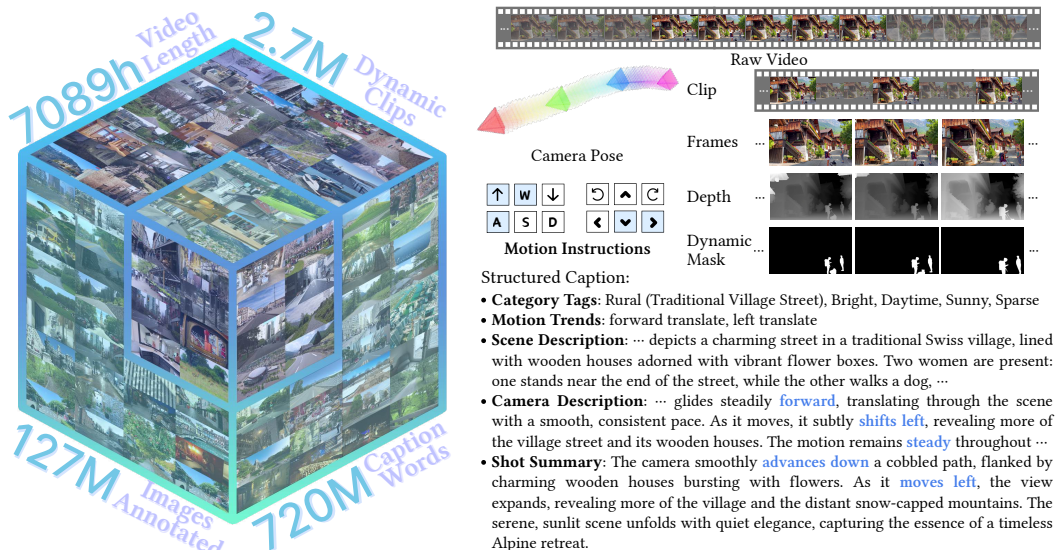 7089h
Video
Length
2.7M
Dynamic
Clips
127M
Images
Annotated
720M
Caption
Words
...
...
Raw Video
Clip
...
...
Frames
...
...
Camera Pose
Depth
...
...
↑ W ↓
A S D
Motion Instructions
Dynamic
Mask
...
...
Structured Caption:
• Category Tags: Rural (Traditional Village Street), Bright, Daytime, Sunny, Sparse
• Motion Trends: forward translate, left translate
• Scene Description: ··· depicts a charming street in a traditional Swiss village, lined
with wooden houses adorned with vibrant flower boxes. Two women are present:
one stands near the end of the street, while the other walks a dog, ···
• Camera Description: ··· glides steadily forward, translating through the scene
with a smooth, consistent pace. As it moves, it subtly shifts left, revealing more of
the village street and its wooden houses. The motion remains steady throughout ···
• Shot Summary: The camera smoothly advances down a cobbled path, flanked by
charming wooden houses bursting with flowers. As it moves left, the view
expands, revealing more of the village and the distant snow-capped mountains. The
serene, sunlit scene unfolds with quiet elegance, capturing the essence of a timeless
Alpine retreat.